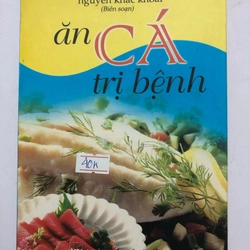 nguyễn khắc khoái
(Biên soạn)
ăn
CÁ
trị bệnh
40K